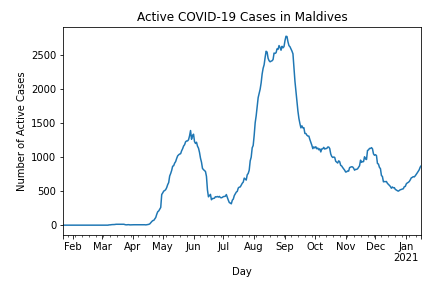 Active COVID-19 Cases in Maldives
Number of Active Cases
2500
2000
1500
1000
500
0
Feb Mar Apr May Jun Jul Aug Sep Oct Nov Dec Jan
2021
Day